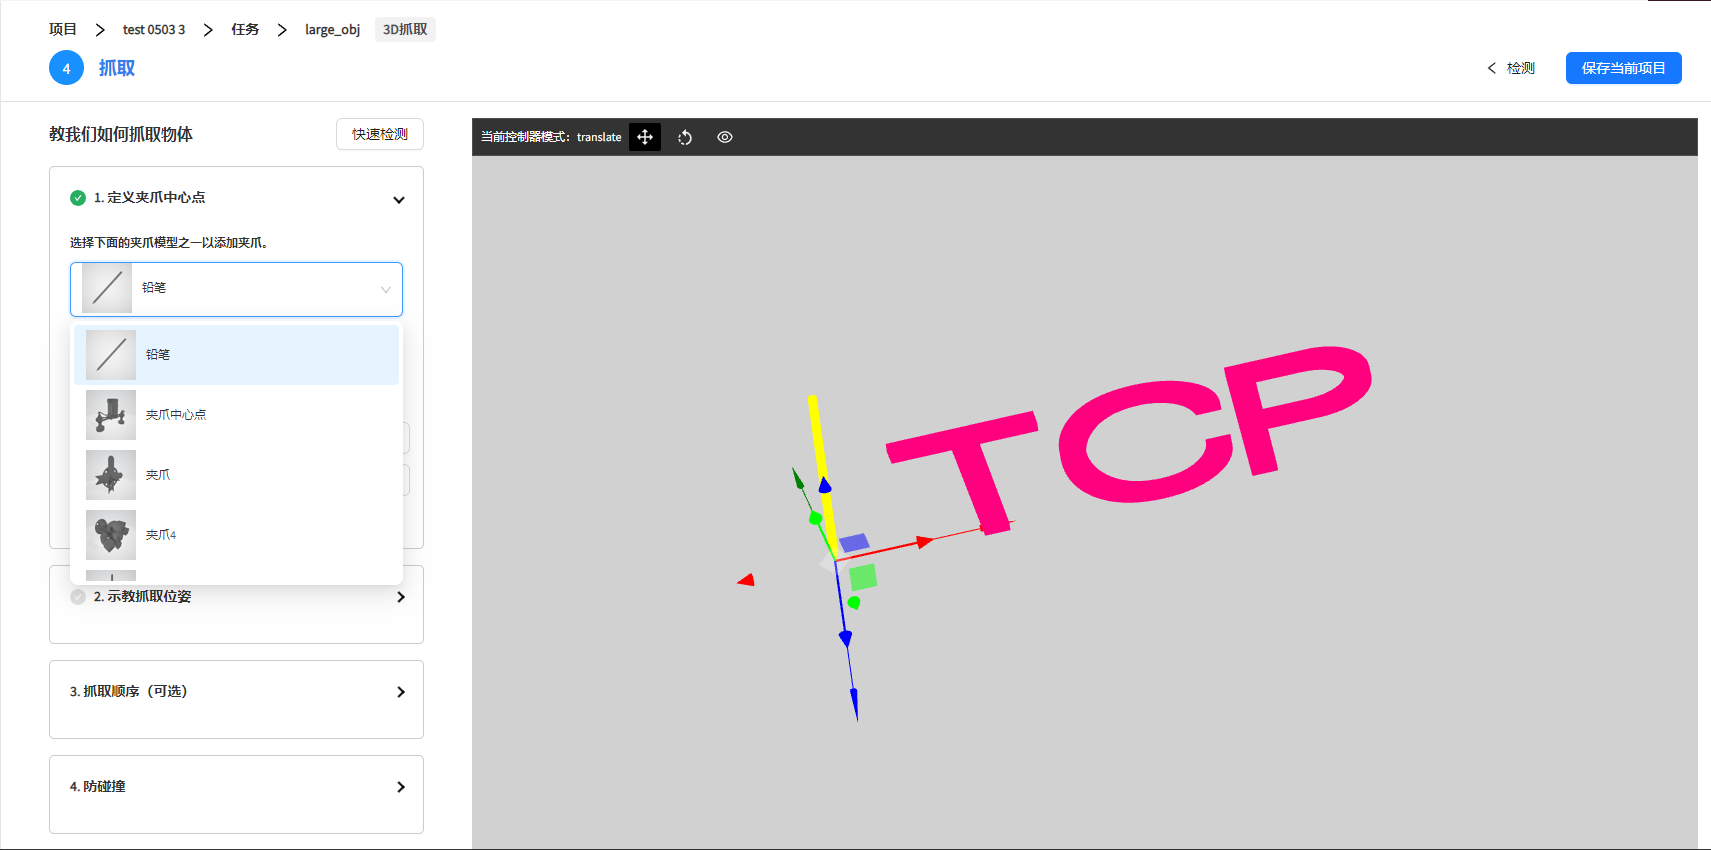 项目 > test 0503 3 > 任务 > large_obj 3D抓取
4 抓取
< 检测
保存当前项目
教我们如何抓取物体
快速检测
1. 定义夹爪中心点
选择下面的夹爪模型之一以添加夹爪。
铅笔
铅笔
夹爪中心点
夹爪
夹爪4
2. 示教抓取位姿
3. 抓取顺序（可选）
4. 防碰撞
当前控制器模式：translate
TCP